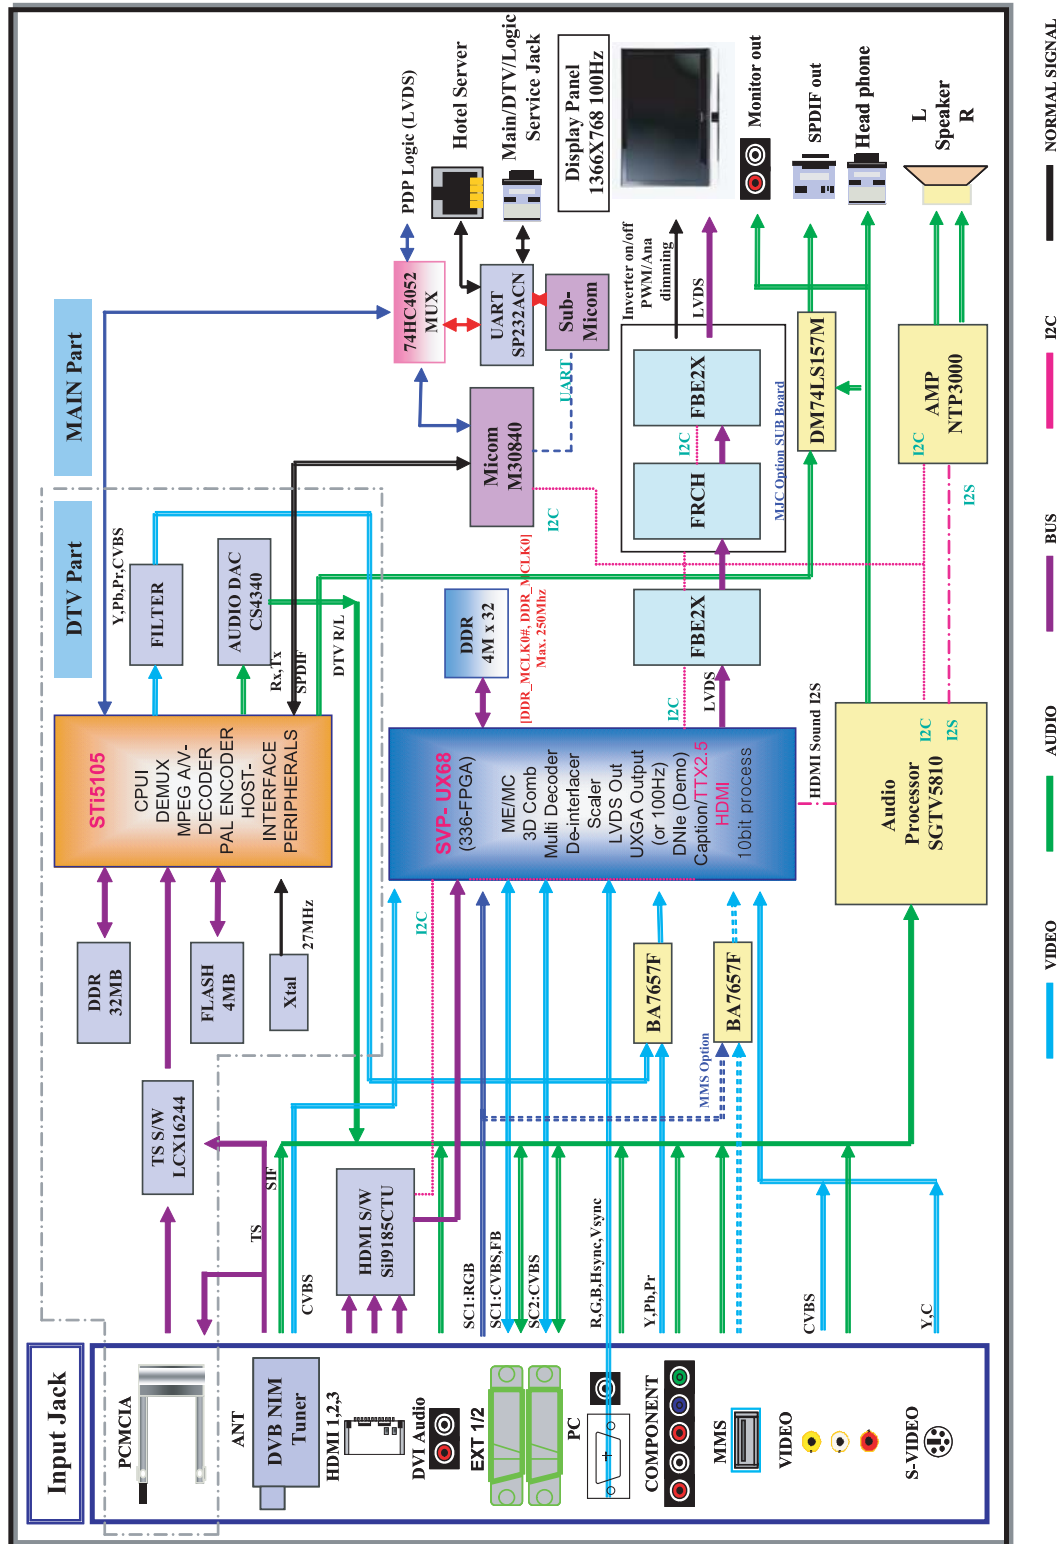 Input Jack
PCMCIA
ANT
DVB NIM
Tuner
HDMI 1,2,3
DVI Audio
EXT 1/2
PC
COMPONENT
MMS
VIDEO
S-VIDEO
DTV Part
MAIN Part
TS S/W
LCX16244
TS
SIF
CVBS
HDMI S/W
Sil9185CTU
SC1:RGB
SC1:CVBS,FB
SC2:CVBS
R,G,B,Hsync,Vsync
Y,Pb,Pr
CVBS
Y,C
DDR
32MB
FLASH
4MB
Xtal
27MHz
I2C
BA7657F
BA7657F
MMS Option
STi5105
CPUI
DEMUX
MPEG A/V-
DECODER
PAL ENCODER
HOST-
INTERFACE
PERIPHERALS
SVP- UX68
(336-FPGA)
ME/MC
3D Comb
Multi Decoder
De-interlacer
Scaler
LVDS Out
UXGA Output
(or 100Hz)
DNIe (Demo)
Caption/TTX2.5
HDMI
10bit process
Audio
Processor
SGTV5810
I2C
I2S
HDMI Sound I2S
Y,Pb,Pr,CVBS
FILTER
AUDIO DAC
CS4340
Rx,Tx
SPDIF
DTV R/L
DDR
4M x 32
[DDR_MCLK0#, DDR_MCLK0]
Max. 250Mhz
I2C
LVDS
FBE2X
FRCH
I2C
FBE2X
MJC Option SUB Board
Micom
M30840
I2C
UART
74HC4052
MUX
UART
SP232ACN
Sub-
Micom
PDP Logic (LVDS)
Hotel Server
Main/DTV/Logic
Service Jack
Inverter on/off
PWM/Ana
dimming
LVDS
Display Panel
1366X768 100Hz
DM74LS157M
AMP
NTP3000
I2C
I2S
Monitor out
SPDIF out
Head phone
L
Speaker
R
VIDEO
AUDIO
BUS
I2C
NORMAL SIGNAL